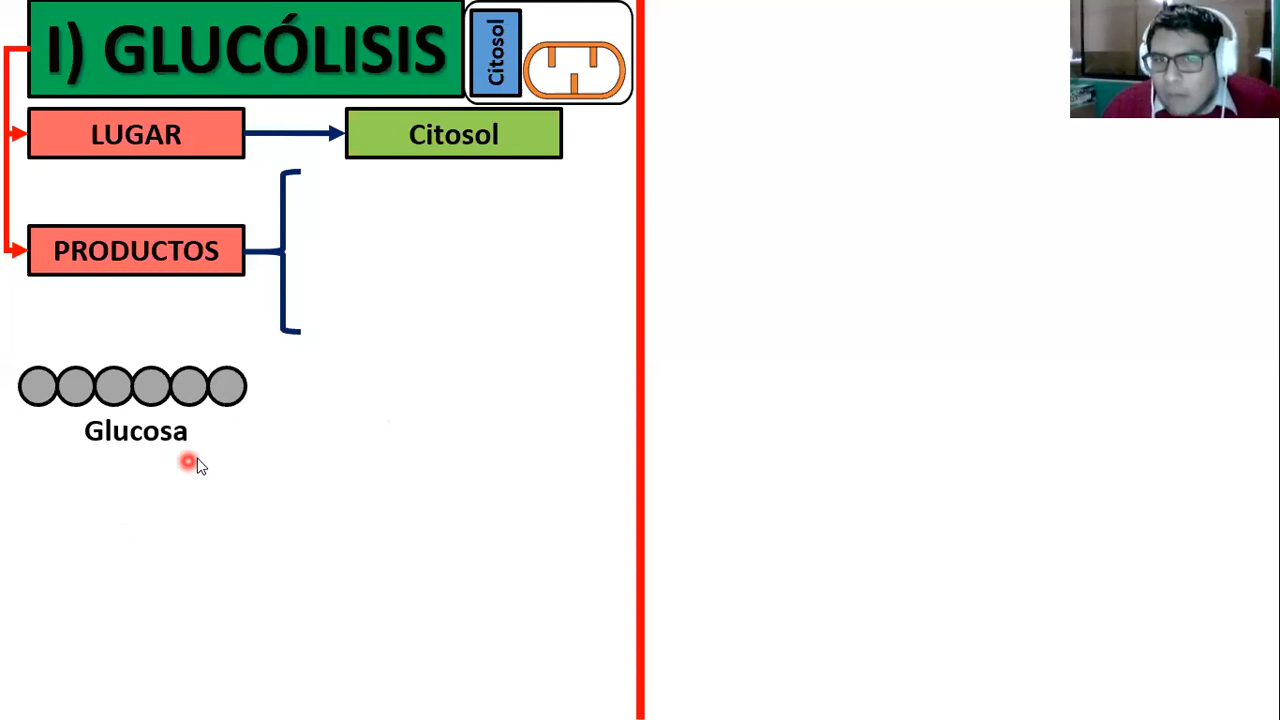 I) GLUCÓLISIS
Citosol
LUGAR
Citosol
PRODUCTOS
Glucosa